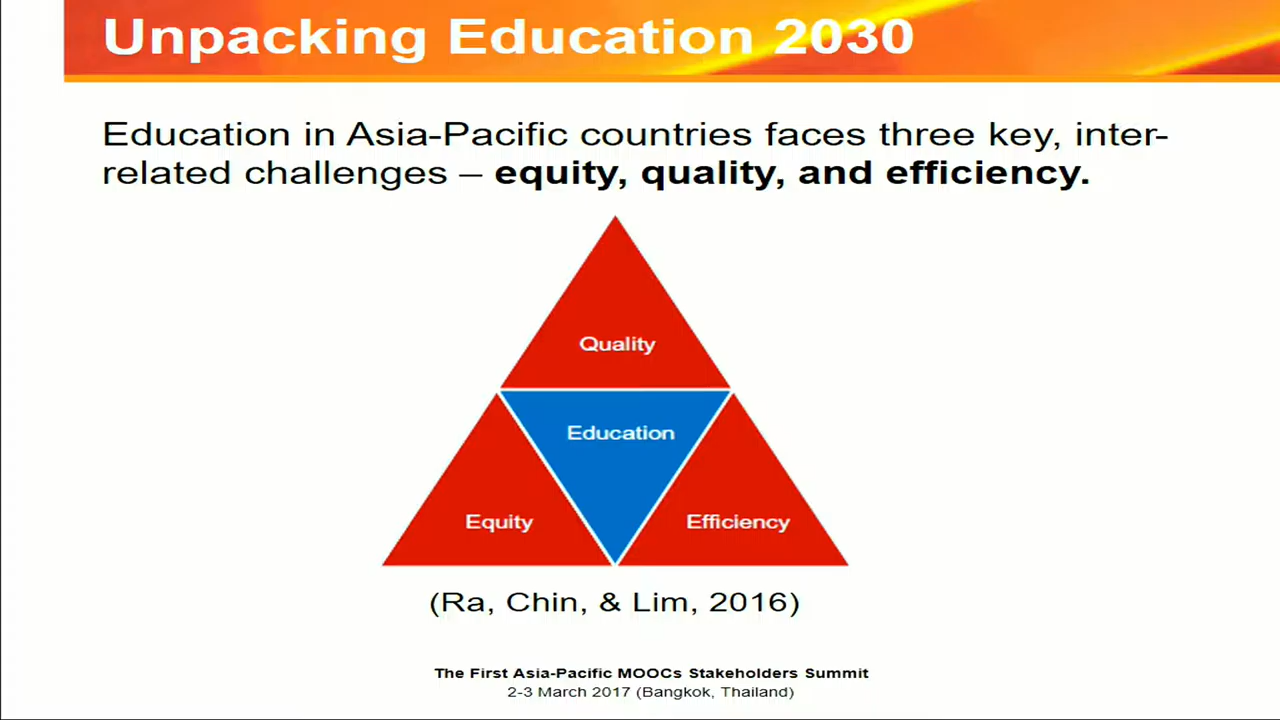 Unpacking Education 2030
Education in Asia-Pacific countries faces three key, inter-
related challenges – equity, quality, and efficiency.
Quality
Education
Equity
Efficiency
(Ra, Chin, & Lim, 2016)
The First Asia-Pacific MOOCs Stakeholders Summit
2-3 March 2017 (Bangkok, Thailand)